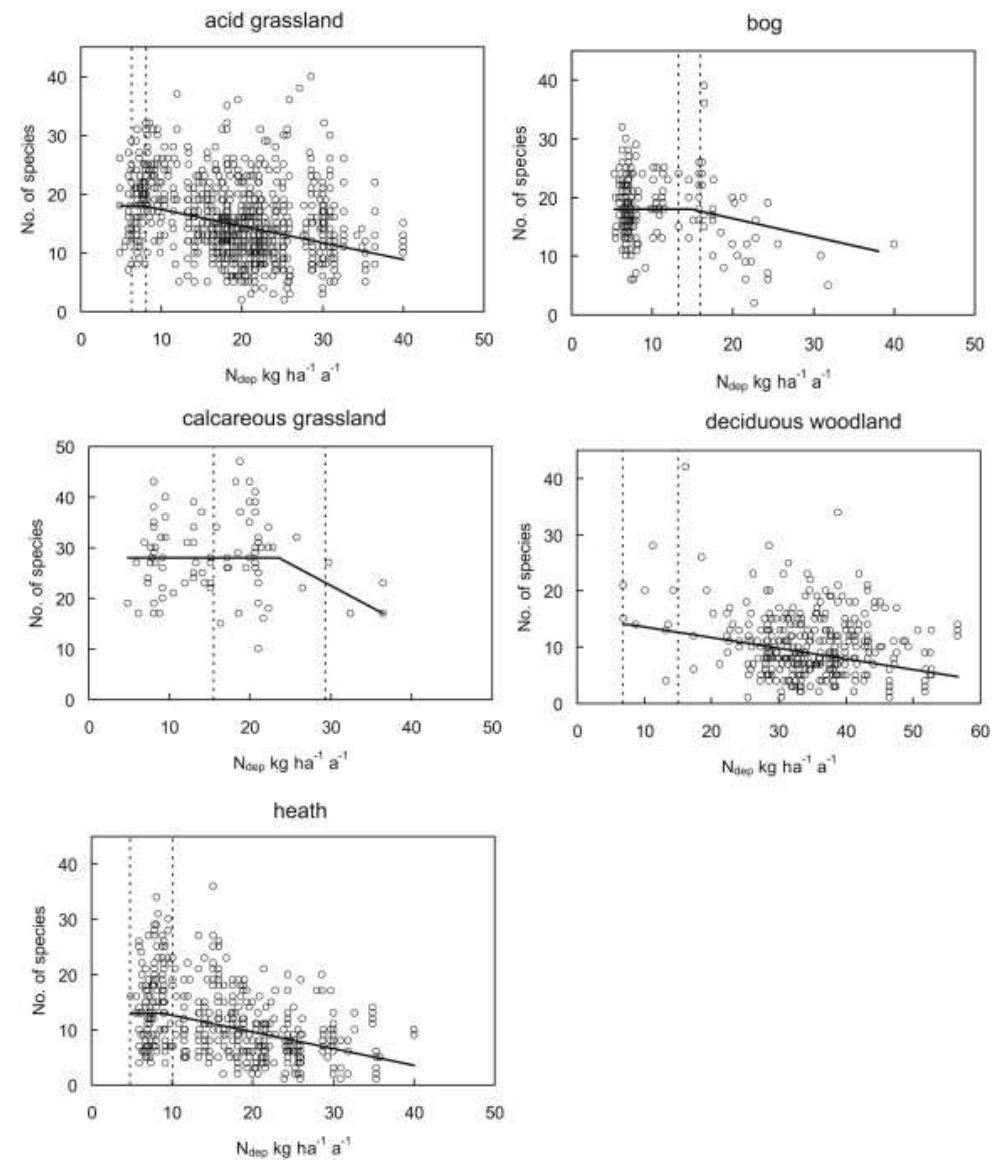 acid grassland
No. of species
40
30
20
10
0
0 10 20 30 40 50
N_dep kg ha⁻¹ a⁻¹
bog
No. of species
40
30
20
10
0
0 10 20 30 40 50
N_dep kg ha⁻¹ a⁻¹
calcareous grassland
No. of species
50
40
30
20
10
0
0 10 20 30 40 50
N_dep kg ha⁻¹ a⁻¹
deciduous woodland
No. of species
40
30
20
10
0
0 10 20 30 40 50 60
N_dep kg ha⁻¹ a⁻¹
heath
No. of species
40
30
20
10
0
0 10 20 30 40 50
N_dep kg ha⁻¹ a⁻¹